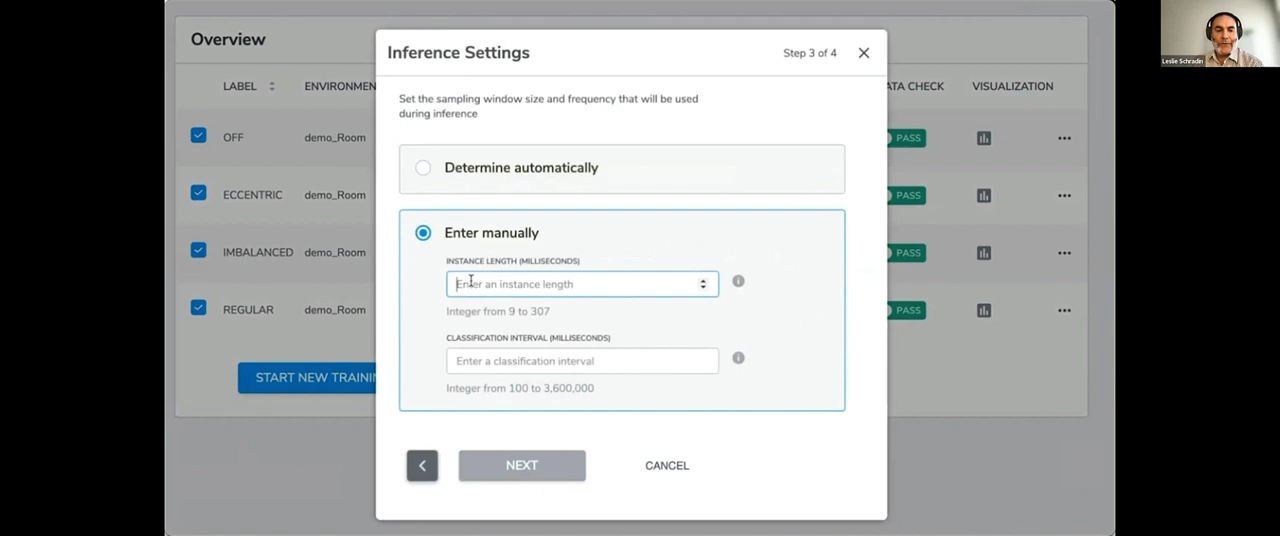 Overview
Inference Settings
Step 3 of 4
Leslie Schradin
LABEL
ENVIRONMEN
ATA CHECK
VISUALIZATION
Set the sampling window size and frequency that will be used
during inference
OFF
demo_Room
PASS
Determine automatically
ECCENTRIC
demo_Room
PASS
Enter manually
IMBALANCED
demo_Room
PASS
INSTANCE LENGTH (MILLISECONDS)
Enter an instance length
Integer from 9 to 307
REGULAR
demo_Room
PASS
CLASSIFICATION INTERVAL (MILLISECONDS)
Enter a classification interval
Integer from 100 to 3,600,000
START NEW TRAININ
NEXT
CANCEL